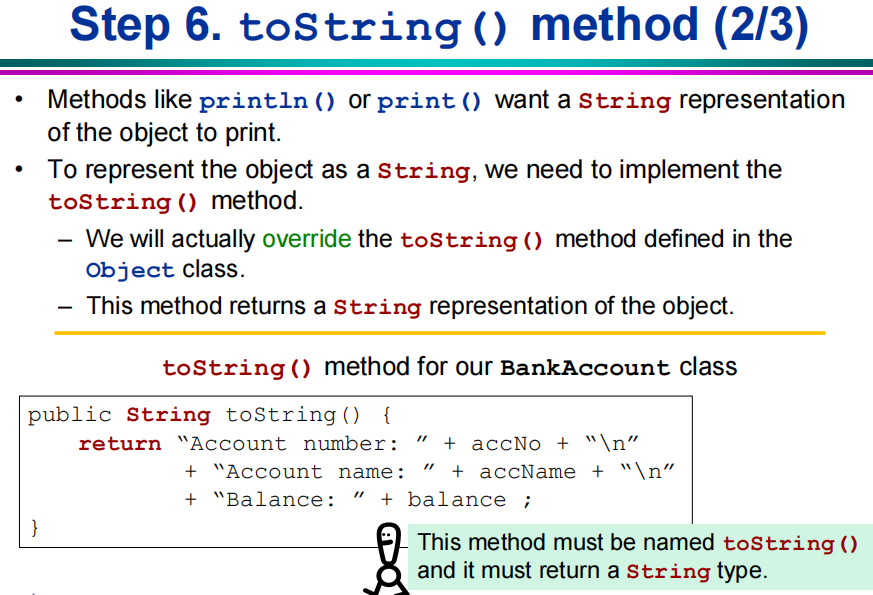 Step 6. toString() method (2/3)
• Methods like println() or print() want a String representation
of the object to print.
• To represent the object as a String, we need to implement the
toString() method.
– We will actually override the toString() method defined in the
Object class.
– This method returns a String representation of the object.
toString() method for our BankAccount class
public String toString() {
return “Account number: ” + accNo + “\n”
+ “Account name: ” + accName + “\n”
+ “Balance: ” + balance ;
}
This method must be named toString()
and it must return a String type.